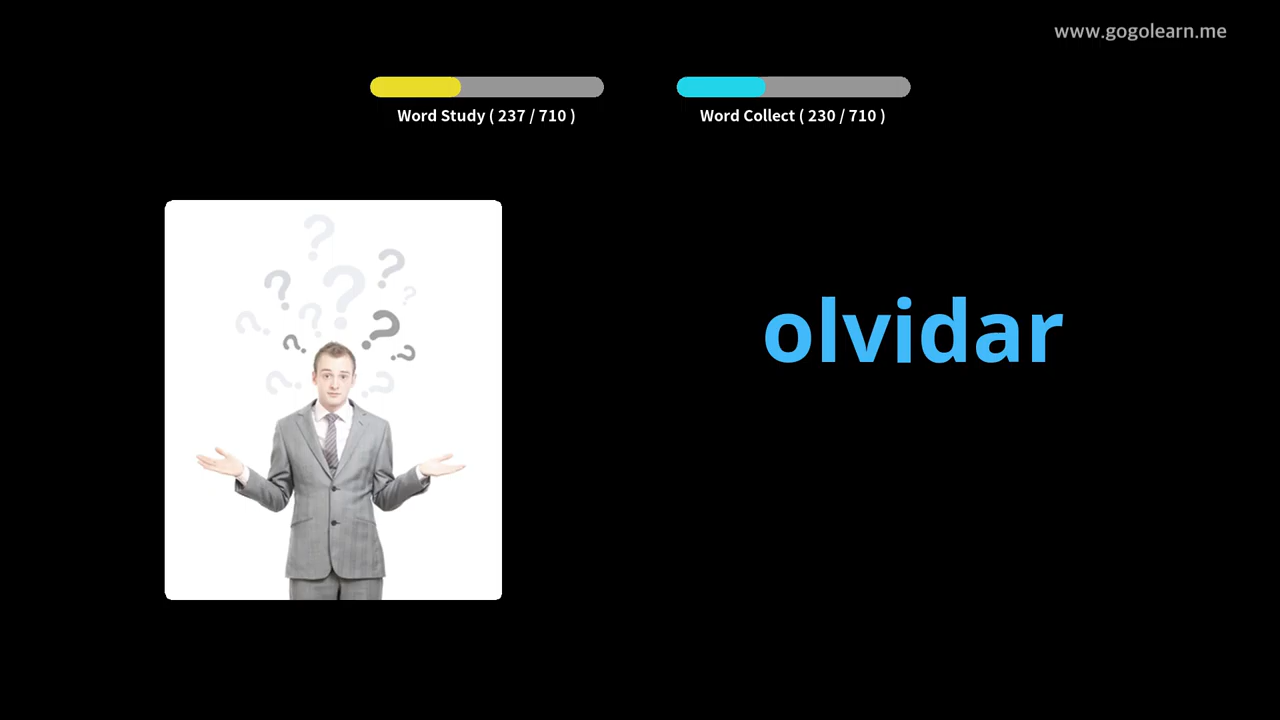 www.gogolearn.me
Word Study ( 237 / 710 )
Word Collect ( 230 / 710 )
? ? ? ? ? ? ? ? ? ? ? ?
olvidar